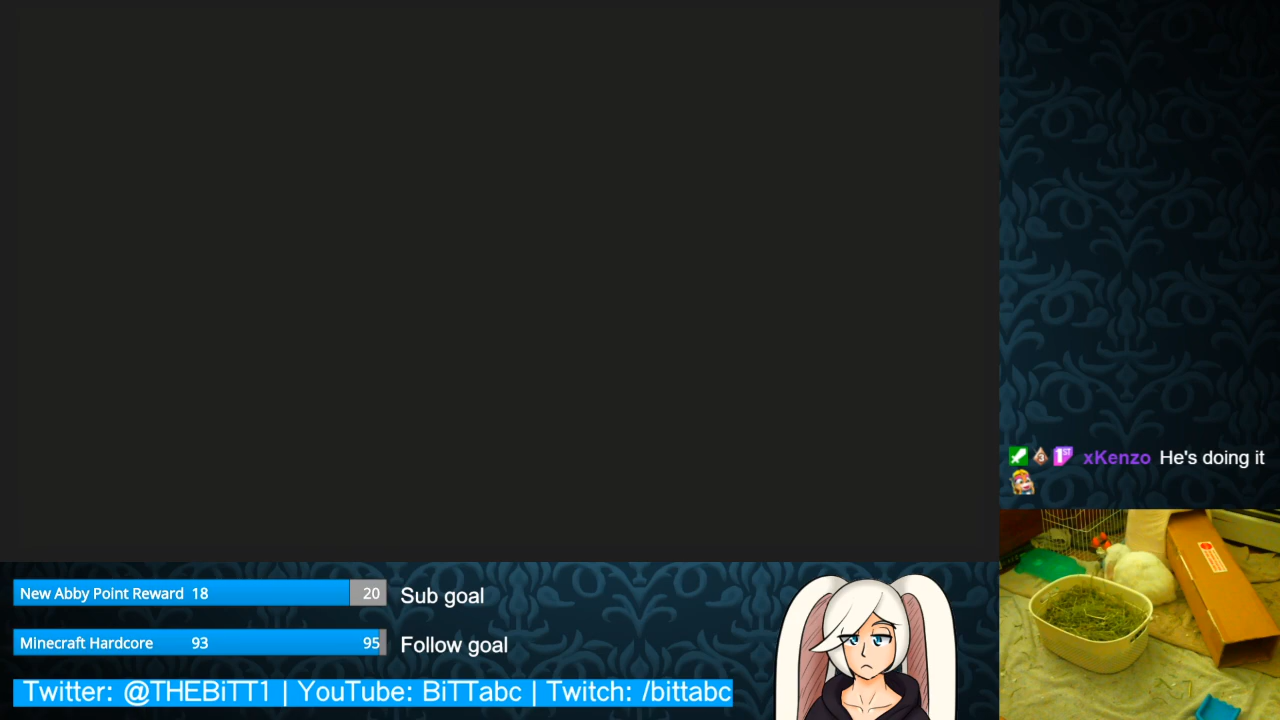 xKenzo He's doing it
New Abby Point Reward 18 20 Sub goal
Minecraft Hardcore 93 95 Follow goal
Twitter: @THEBiTT1 | YouTube: BiTTabc | Twitch: /bittabc